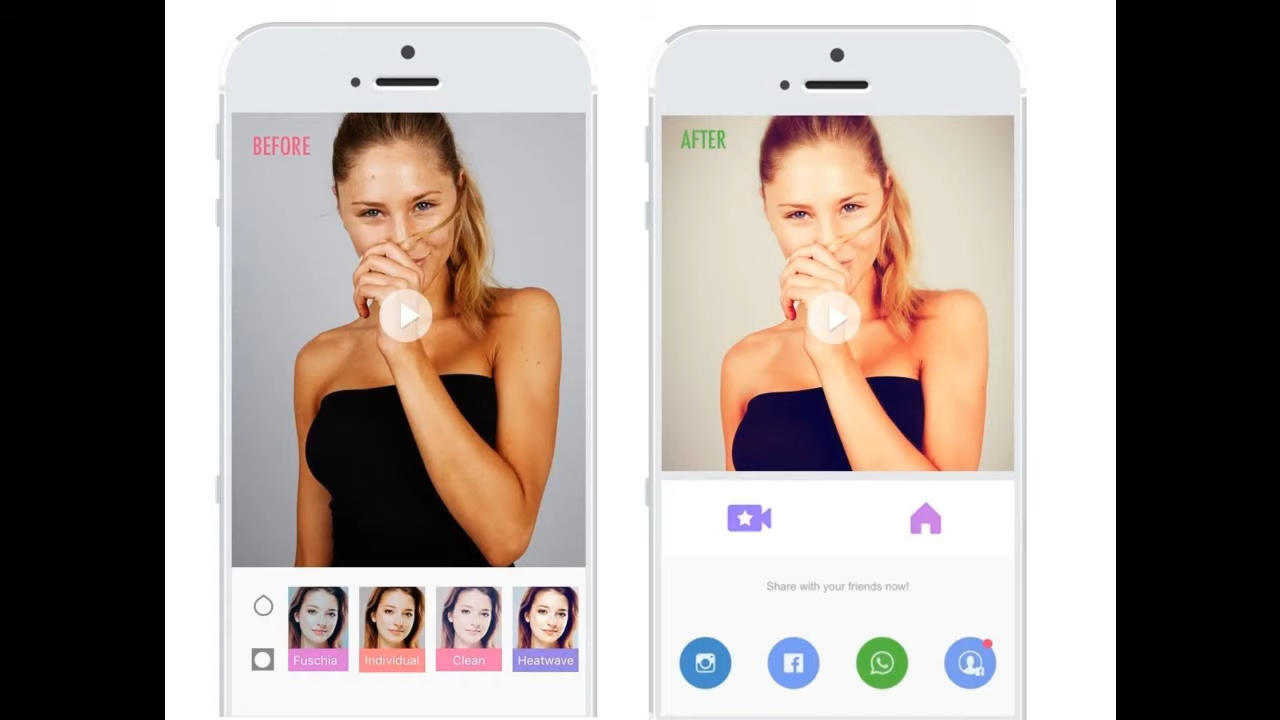 BEFORE
Fuschia
Individual
Clean
Heatwave
AFTER
Share with your friends now!